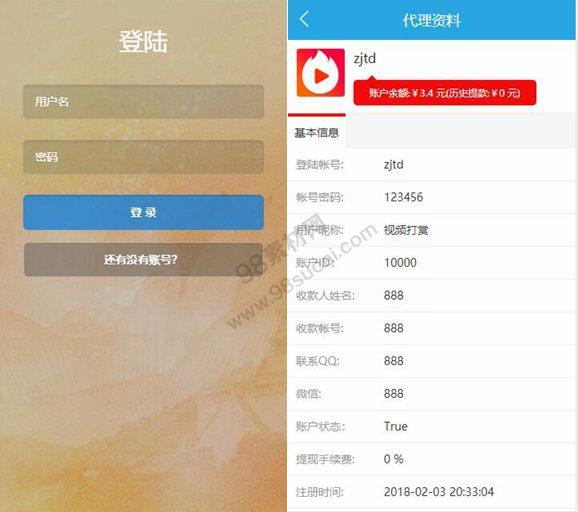 登陆
用户名
密码
登 录
还有没有账号?
代理资料
zjtd
账户余额:¥ 3.4 元(历史提款:¥ 0 元)
基本信息
登陆帐号: zjtd
帐号密码: 123456
用户昵称: 视频打赏
账户ID: 10000
收款人姓名: 888
收款帐号: 888
联系QQ: 888
微信: 888
账户状态: True
提现手续费: 0 %
注册时间: 2018-02-03 20:33:04
98素材网
www.98sucai.com